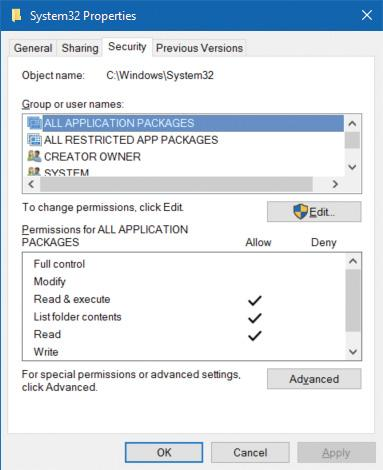 System32 Properties
General Sharing Security Previous Versions
Object name: C:\Windows\System32
Group or user names:
ALL APPLICATION PACKAGES
ALL RESTRICTED APP PACKAGES
CREATOR OWNER
SYSTEM
To change permissions, click Edit.
Edit...
Permissions for ALL APPLICATION
PACKAGES Allow Deny
Full control
Modify
Read & execute
List folder contents
Read
Write
For special permissions or advanced settings,
click Advanced.
Advanced
OK Cancel Apply